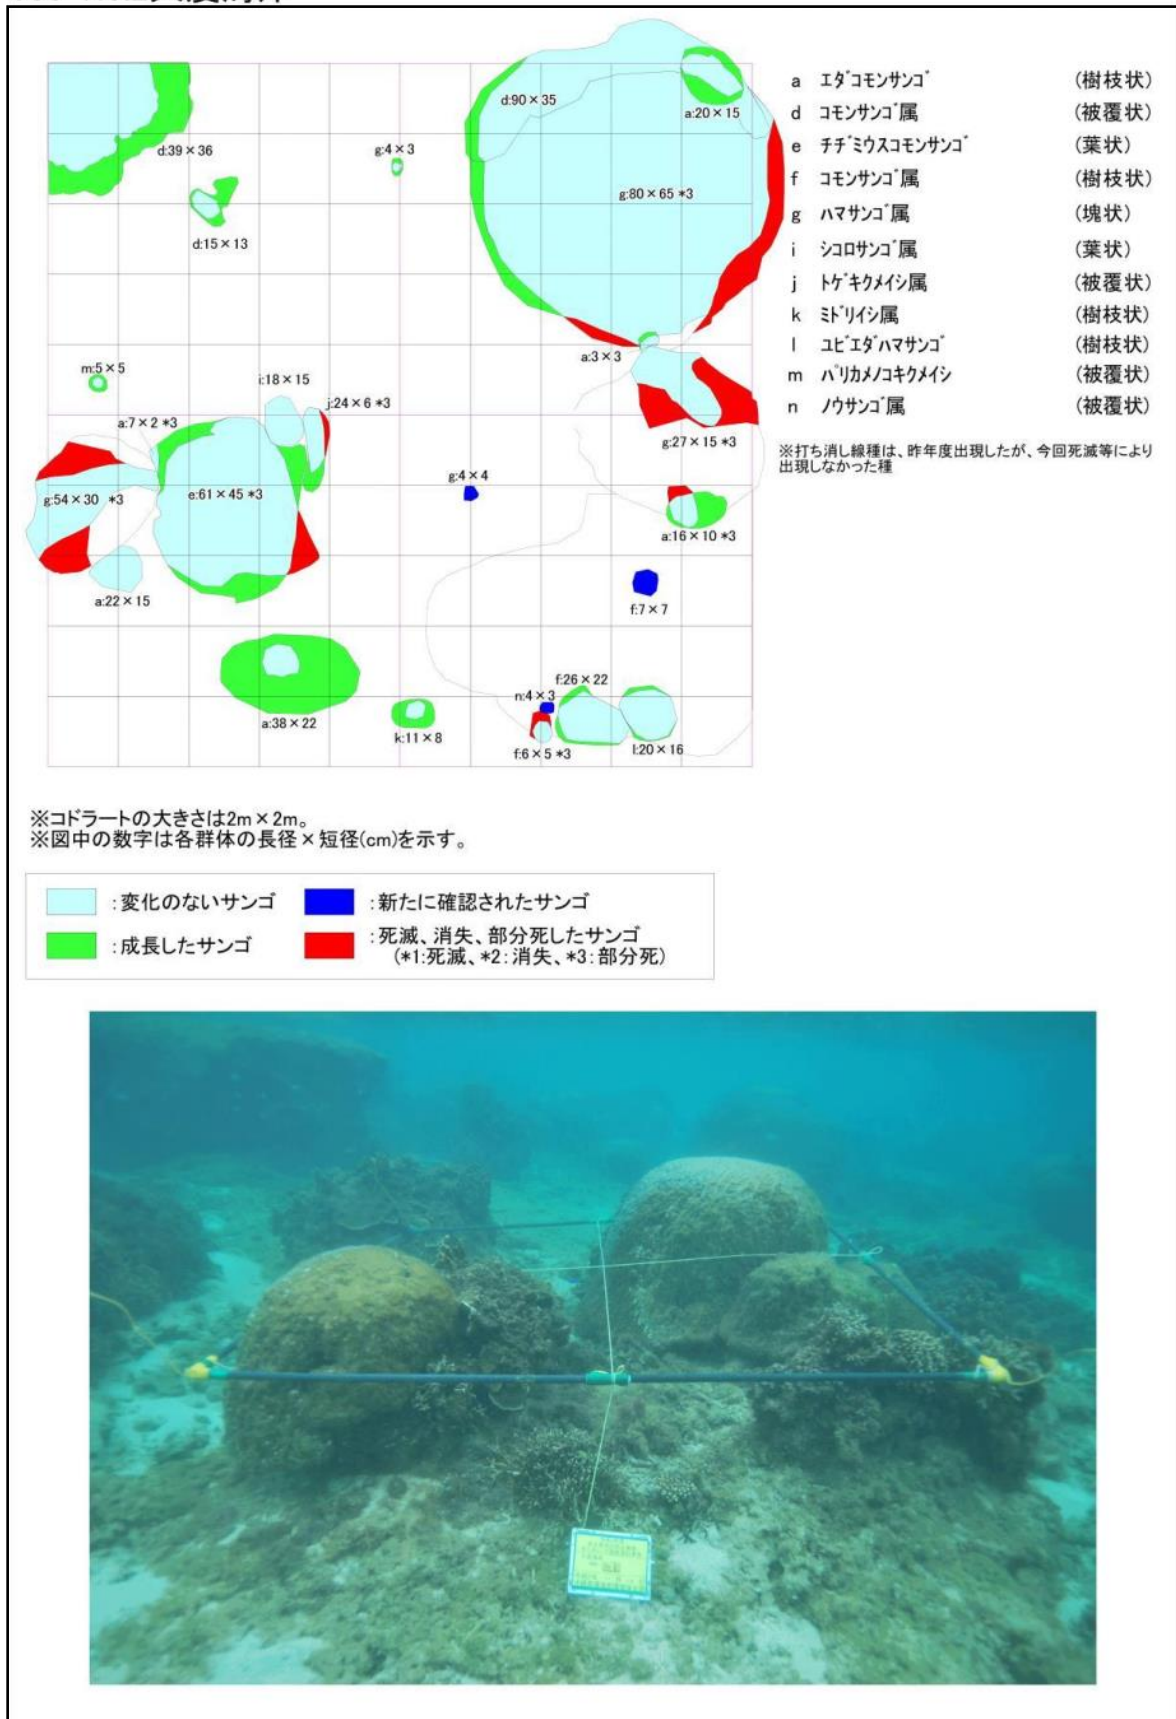 d:90×35
a:20×15
d:39×36
g:4×3
g:80×65 *3
d:15×13
a:3×3
m:5×5
i:18×15
a:7×2 *3
j:24×6 *3
g:27×15 *3
g:54×30 *3
e:61×45 *3
g:4×4
a:16×10 *3
a:22×15
f:7×7
a:38×22
k:11×8
n:4×3
f:26×22
f:6×5 *3
l:20×16
a エダコモンサンゴ (樹枝状)
d コモンサンゴ属 (被覆状)
e チヂミウスコモンサンゴ (葉状)
f コモンサンゴ属 (樹枝状)
g ハマサンゴ属 (塊状)
i シコロサンゴ属 (葉状)
j トゲキクメイシ属 (被覆状)
k ミドリイシ属 (樹枝状)
l ユビエダハマサンゴ (樹枝状)
m パリカメノコキクメイシ (被覆状)
n ノウサンゴ属 (被覆状)
※打ち消し線種は、昨年度出現したが、今回死滅等により
出現しなかった種
※コドラートの大きさは2m×2m。
※図中の数字は各群体の長径×短径(cm)を示す。
:変化のないサンゴ
:新たに確認されたサンゴ
:成長したサンゴ
:死滅、消失、部分死したサンゴ
(*1:死滅、*2:消失、*3:部分死)